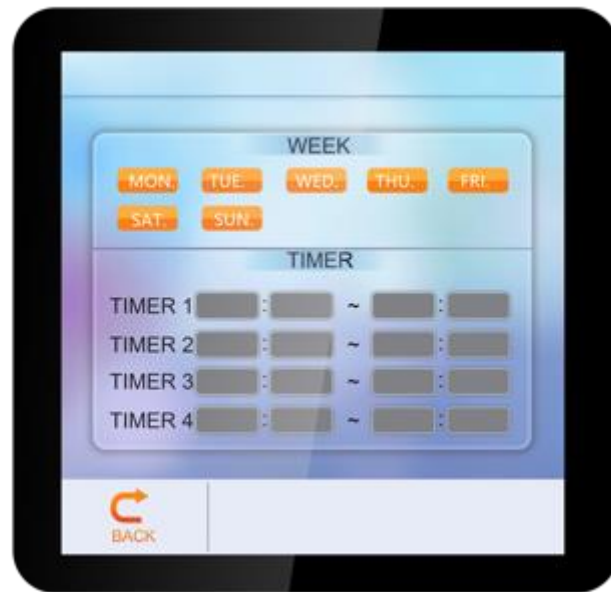 WEEK
MON. TUE. WED. THU. FRI.
SAT. SUN.
TIMER
TIMER 1 : ~ :
TIMER 2 : ~ :
TIMER 3 : ~ :
TIMER 4 : ~ :
BACK